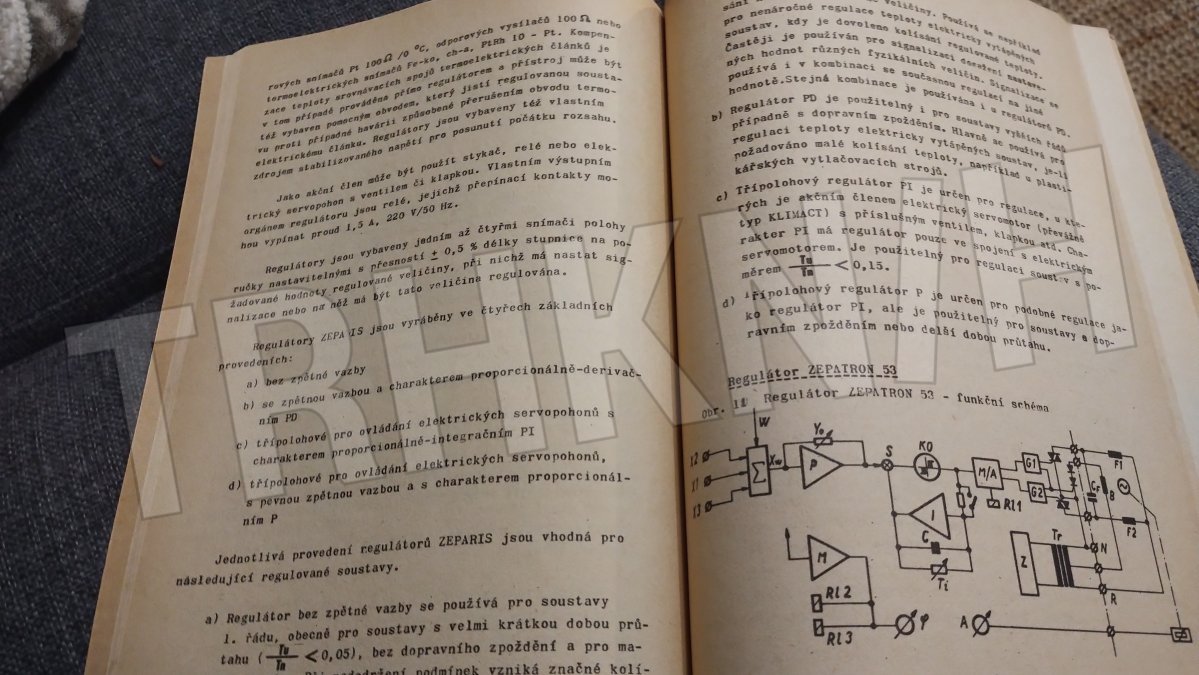 rových snímačů Pt 100 Ω /0 °C, odporových vysílačů 100 Ω nebo
termoelektrických snímačů Fe-ko, ch-a, PtRh 10 - Pt. Kompen-
zace teploty srovnávacích spojů termoelektrických článků je
v tom případě prováděna přímo regulátorem a přístroj může být
též vybaven pomocným obvodem, který jistí regulovanou sousta-
vu proti případné havárii způsobené přerušením obvodu termo-
elektrickému článku. Regulátory jsou vybaveny též vlastním
zdrojem stabilizovaného napětí pro posunutí počátku rozsahu.
Jako akční člen může být použit stykač, relé nebo elek-
trický servopohon s ventilem či klapkou. Vlastním výstupním
orgánem regulátoru jsou relé, jejichž přepínací kontakty mo-
hou vypínat proud 1,5 A, 220 V/50 Hz.
Regulátory jsou vybaveny jedním až čtyřmi snímači polohy
ručky nastavitelnými s přesností ± 0,5 % délky stupnice na po-
žadované hodnoty regulované veličiny, při nichž má nastat sig-
nalizace nebo na něž má být tato veličina regulována.
Regulátory ZEPARIS jsou vyráběny ve čtyřech základních
provedeních:
a) bez zpětné vazby
b) se zpětnou vazbou a charakterem proporcionálně-derivač-
ním PD
c) třípolohové pro ovládání elektrických servopohonů s
charakterem proporcionálně-integračním PI
d) třípolohové pro ovládání elektrických servopohonů,
s pevnou zpětnou vazbou a s charakterem proporcionál-
ním P
Jednotlivá provedení regulátorů ZEPARIS jsou vhodná pro
následující regulované soustavy.
a) Regulátor bez zpětné vazby se používá pro soustavy
1. řádu, obecně pro soustavy s velmi krátkou dobou prů-
tahu (Tu/Tn < 0,05), bez dopravního zpoždění a pro ma-
podmínek vzniká značné kolí-
sání veličiny. Používá se například
pro nenáročné regulace teploty elektricky vytápěných
soustav, kdy je dovoleno kolísání regulované teploty.
Častěji je používán pro signalizaci dosažení nastave-
ných hodnot různých fyzikálních veličin. Signalizace se
používá i v kombinaci se současnou regulací na jiné
hodnotě. Stejná kombinace je používána i u regulátorů PD.
b) Regulátor PD je použitelný i pro soustavy vyšších řádů
případně s dopravním zpožděním. Hlavně se používá pro
regulaci teploty elektricky vytápěných soustav, je-li
požadováno malé kolísání teploty, například u plasti-
kářských vytlačovacích strojů.
c) Třípolohový regulátor PI je určen pro regulace, u kte-
rých je akčním členem elektrický servomotor (převážně
typ KLIMACT) s příslušným ventilem, klapkou atd. Cha-
rakter PI má regulátor pouze ve spojení s elektrickým
servomotorem. Je použitelný pro regulaci soustav s po-
měrem Tu/Tn < 0,15.
d) Třípolohový regulátor P je určen pro podobné regulace ja-
ko regulátor PI, ale je použitelný pro soustavy s dop-
ravním zpožděním nebo delší dobou průtahu.
Regulátor ZEPATRON 53
Obr. 11 Regulátor ZEPATRON 53 - funkční schéma
W
X2
X1
X3
Σ
Xw
Yo
P
S
KO
M/A
G1
G2
Rl1
I
C
Ti
CF
B
F1
F2
Tr
Z
N
R
M
Rl2
Rl3
φ
A
TRHKNIH